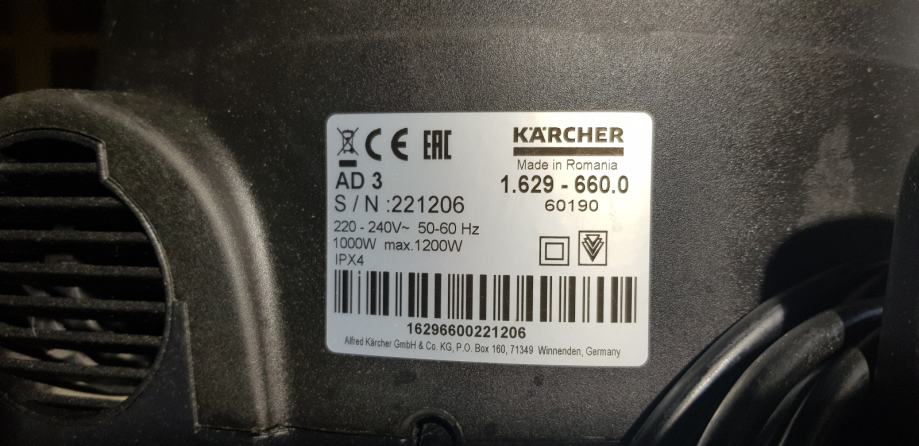 CE EAC
KÄRCHER
Made in Romania
AD 3
1.629 - 660.0
S / N :221206
60190
220 - 240V~ 50-60 Hz
1000W max.1200W
IPX4
16296600221206
Alfred Kärcher GmbH & Co. KG, P.O. Box 160, 71349 Winnenden, Germany